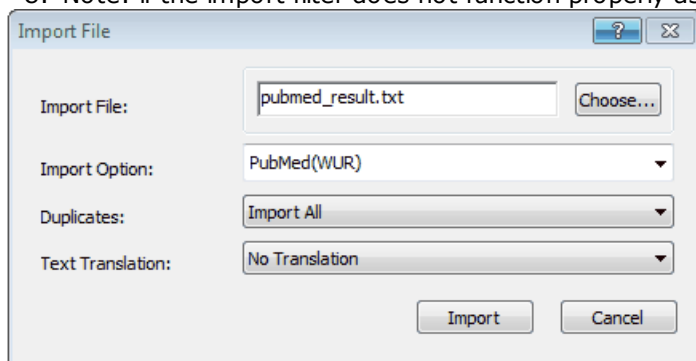 Note: if the import filter does not function properly as
Import File
Import File: pubmed_result.txt Choose...
Import Option: PubMed(WUR)
Duplicates: Import All
Text Translation: No Translation
Import Cancel